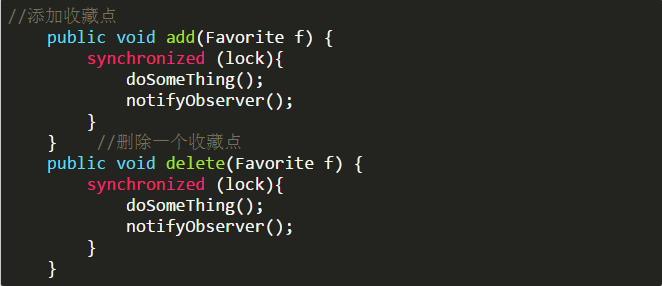 //添加收藏点
    public void add(Favorite f) {
        synchronized (lock){
            doSomeThing();
            notifyObserver();
        }
    }    //删除一个收藏点
    public void delete(Favorite f) {
        synchronized (lock){
            doSomeThing();
            notifyObserver();
        }
    }